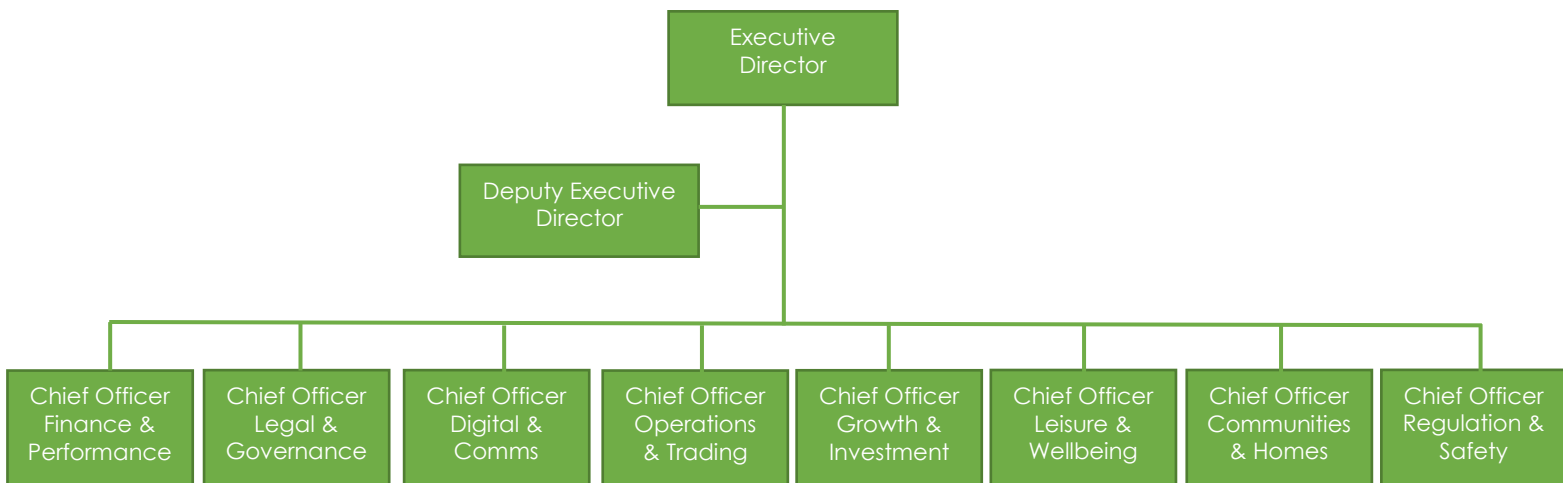 Executive
Director
Deputy Executive
Director
Chief Officer
Finance &
Performance
Chief Officer
Legal &
Governance
Chief Officer
Digital &
Comms
Chief Officer
Operations
& Trading
Chief Officer
Growth &
Investment
Chief Officer
Leisure &
Wellbeing
Chief Officer
Communities
& Homes
Chief Officer
Regulation &
Safety